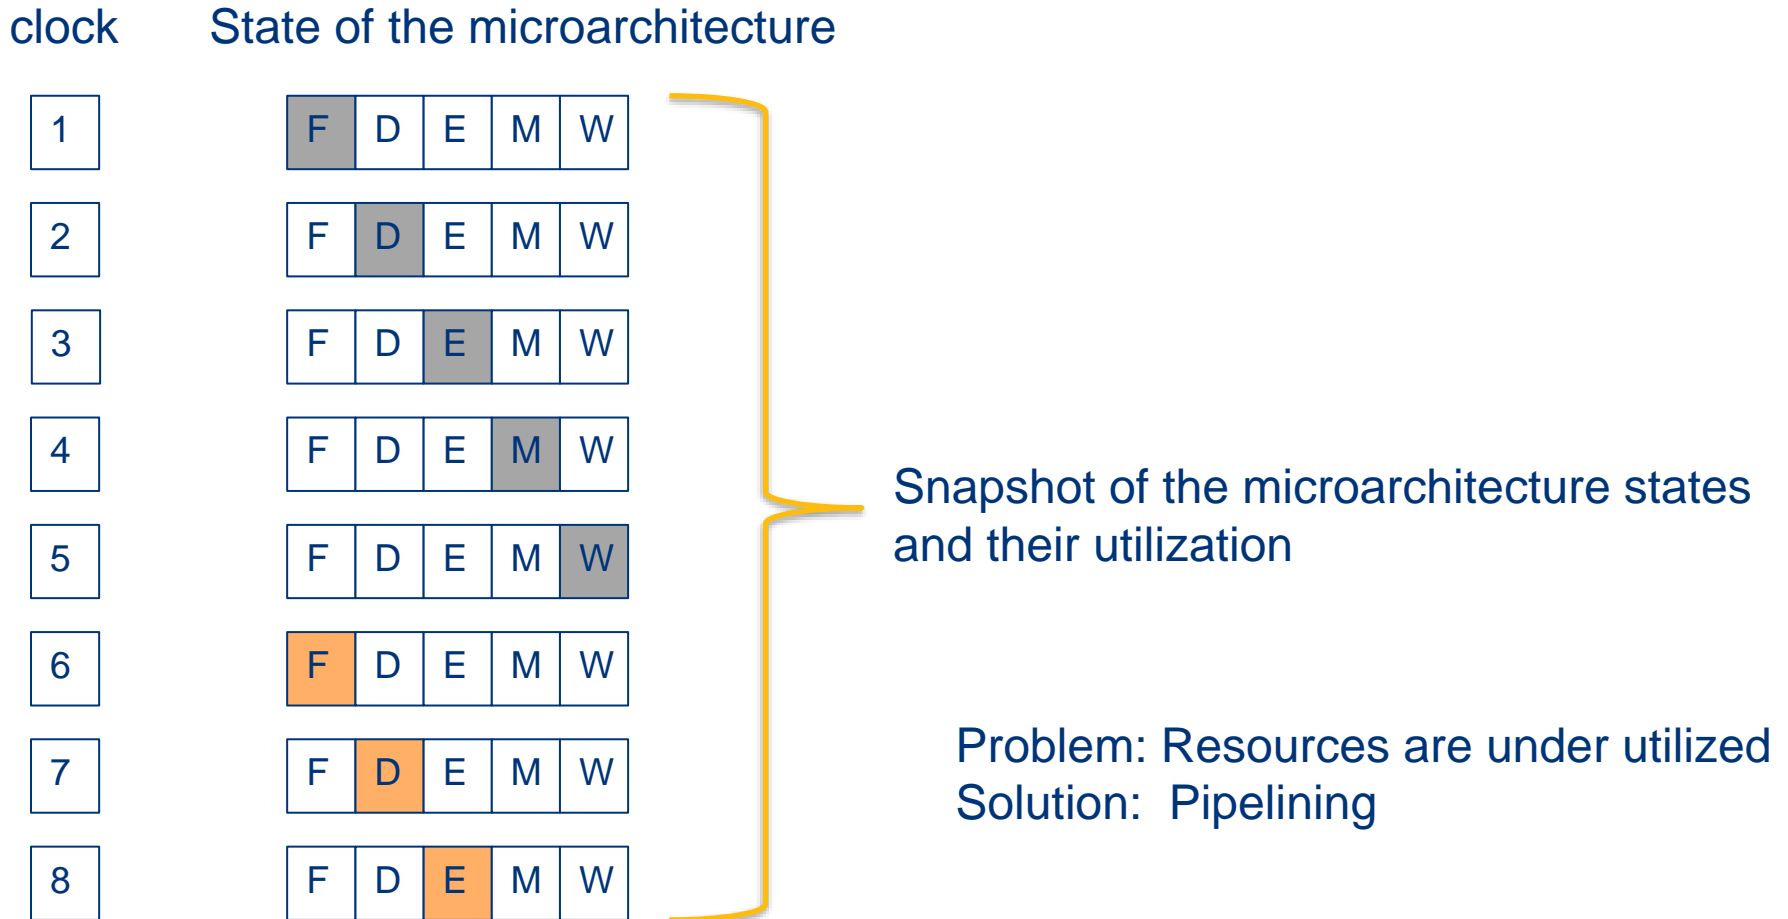 clock State of the microarchitecture
1 F D E M W
2 F D E M W
3 F D E M W
4 F D E M W
5 F D E M W
6 F D E M W
7 F D E M W
8 F D E M W
Snapshot of the microarchitecture states
and their utilization
Problem: Resources are under utilized
Solution: Pipelining